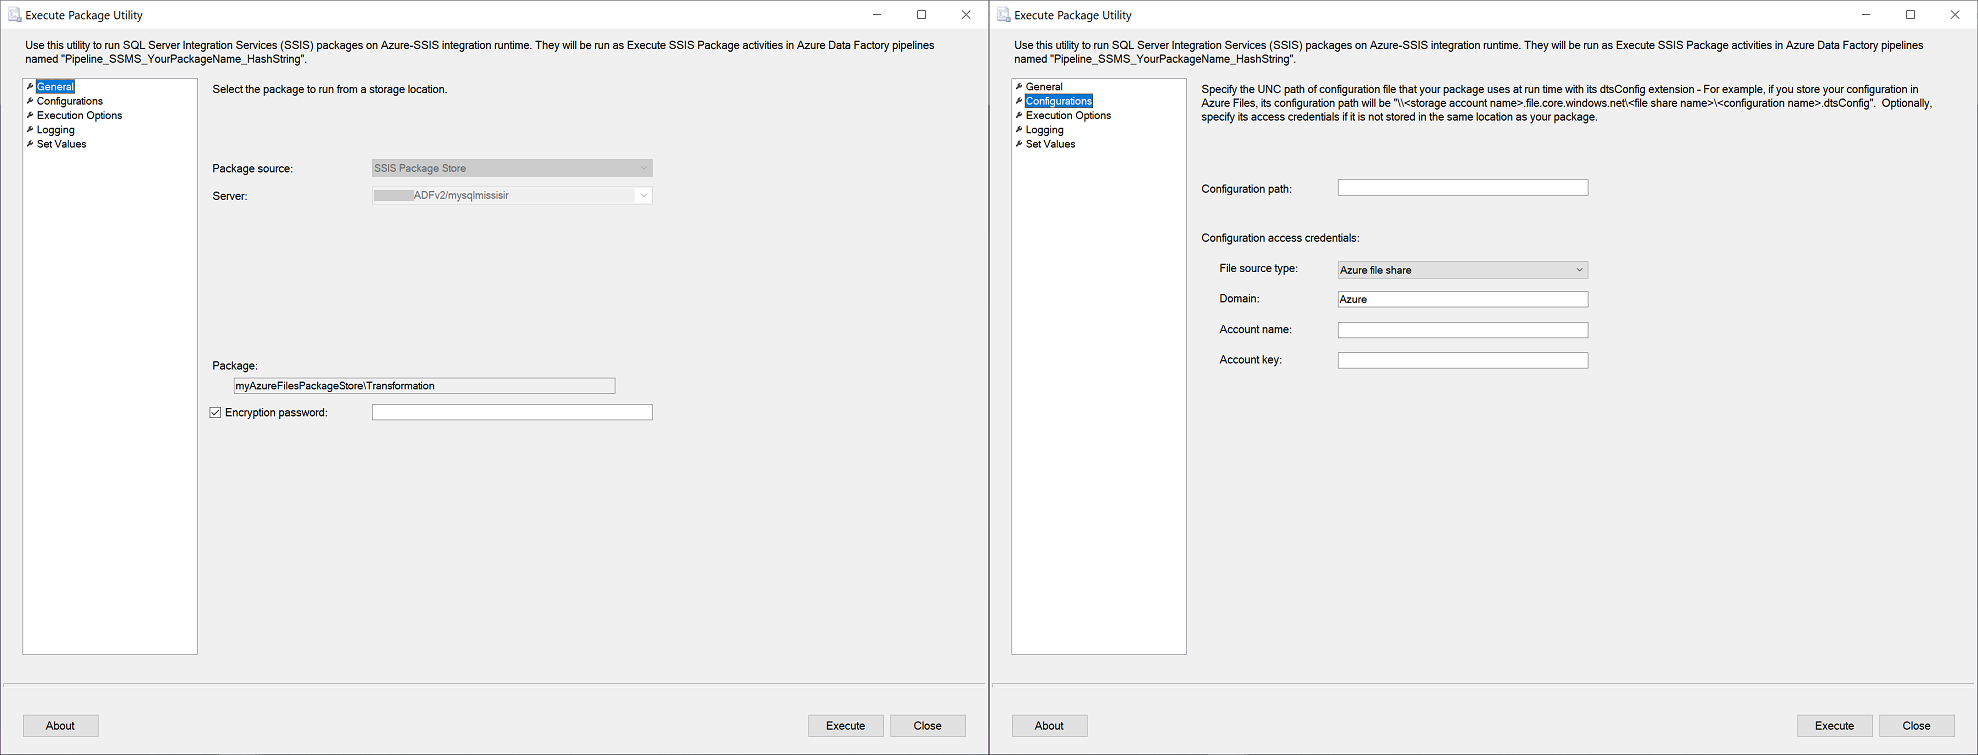 Execute Package Utility
Use this utility to run SQL Server Integration Services (SSIS) packages on Azure-SSIS integration runtime. They will be run as Execute SSIS Package activities in Azure Data Factory pipelines
named "Pipeline_SSMS_YourPackageName_HashString".
General
Configurations
Execution Options
Logging
Set Values
Select the package to run from a storage location.
Package source:
SSIS Package Store
Server:
ADFv2/mysqlmissisir
Package:
myAzureFilesPackageStore\Transformation
Encryption password:
About
Execute
Close
Execute Package Utility
Use this utility to run SQL Server Integration Services (SSIS) packages on Azure-SSIS integration runtime. They will be run as Execute SSIS Package activities in Azure Data Factory pipelines
named "Pipeline_SSMS_YourPackageName_HashString".
General
Configurations
Execution Options
Logging
Set Values
Specify the UNC path of configuration file that your package uses at run time with its dtsConfig extension - For example, if you store your configuration in
Azure Files, its configuration path will be "\\<storage account name>.file.core.windows.net\<file share name>\<configuration name>.dtsConfig".  Optionally,
specify its access credentials if it is not stored in the same location as your package.
Configuration path:
Configuration access credentials:
File source type:
Azure file share
Domain:
Azure
Account name:
Account key:
About
Execute
Close